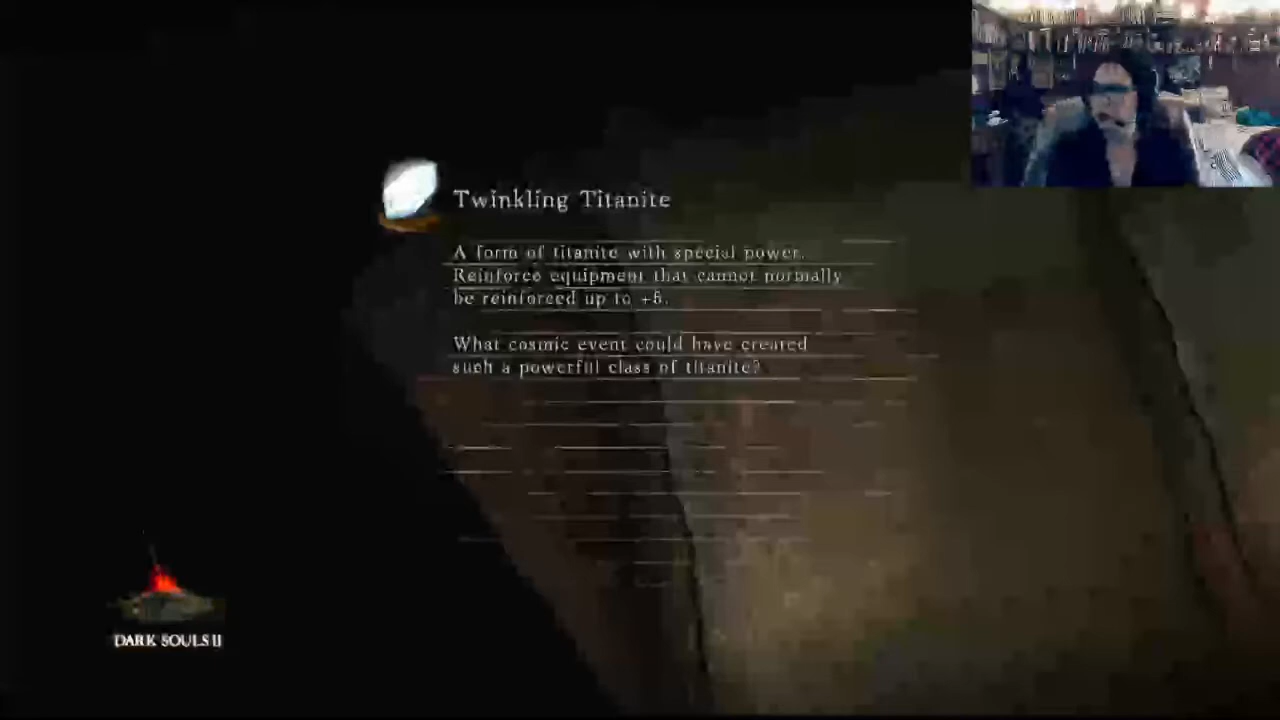 Twinkling Titanite
A form of titanite with special power.
Reinforce equipment that cannot normally
be reinforced up to +5.
What cosmic event could have created
such a powerful class of titanite?
DARK SOULS II